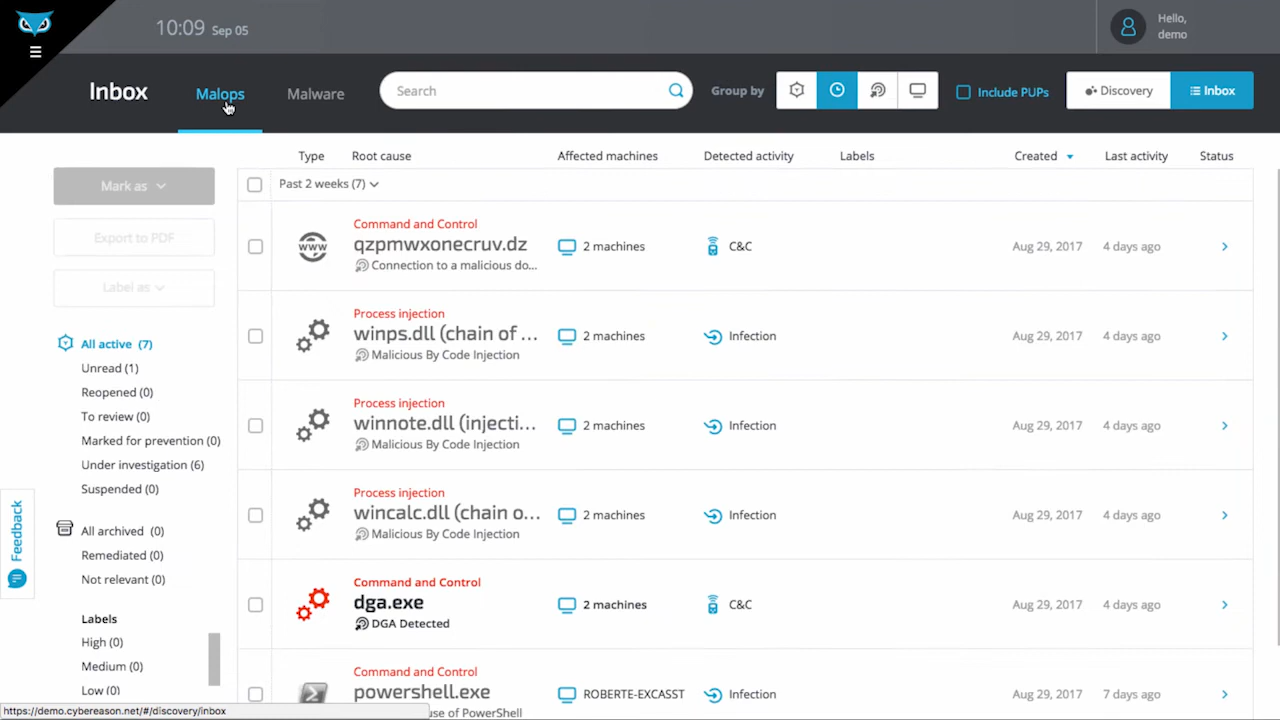 10:09 Sep 05
Hello,
demo
Inbox
Malops
Malware
Search
Group by
Include PUPs
Discovery
Inbox
Type
Root cause
Affected machines
Detected activity
Labels
Created
Last activity
Status
Mark as
Export to PDF
Label as
All active (7)
Unread (1)
Reopened (0)
To review (0)
Marked for prevention (0)
Under investigation (6)
Suspended (0)
All archived (0)
Remediated (0)
Not relevant (0)
Labels
High (0)
Medium (0)
Low (0)
Feedback
Past 2 weeks (7)
Command and Control
www
qzpmwxonecruv.dz
Connection to a malicious do...
2 machines
C&C
Aug 29, 2017
4 days ago
Process injection
winps.dll (chain of ...
Malicious By Code Injection
2 machines
Infection
Aug 29, 2017
4 days ago
Process injection
winnote.dll (injecti...
Malicious By Code Injection
2 machines
Infection
Aug 29, 2017
4 days ago
Process injection
wincalc.dll (chain o...
Malicious By Code Injection
2 machines
Infection
Aug 29, 2017
4 days ago
Command and Control
dga.exe
DGA Detected
2 machines
C&C
Aug 29, 2017
4 days ago
Command and Control
powershell.exe
use of PowerShell
ROBERTE-EXCASST
Infection
Aug 29, 2017
7 days ago
https://demo.cybereason.net/#/discovery/inbox